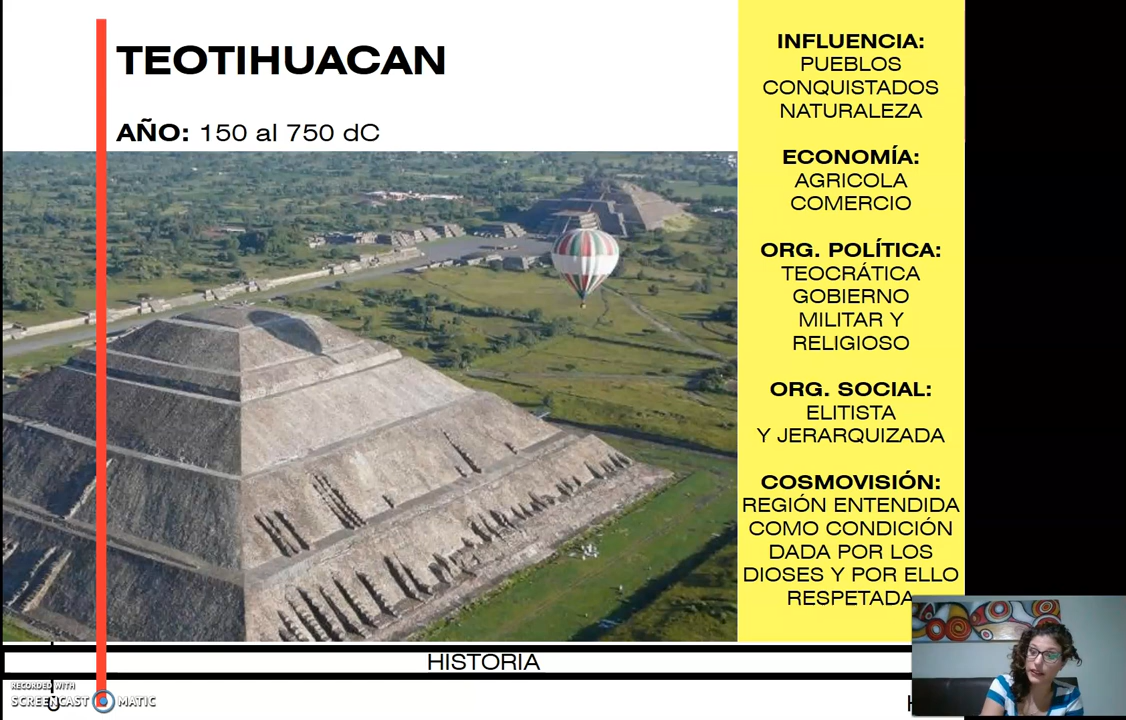 TEOTIHUACAN
AÑO: 150 al 750 dC
INFLUENCIA:
PUEBLOS
CONQUISTADOS
NATURALEZA
ECONOMÍA:
AGRICOLA
COMERCIO
ORG. POLÍTICA:
TEOCRÁTICA
GOBIERNO
MILITAR Y
RELIGIOSO
ORG. SOCIAL:
ELITISTA
Y JERARQUIZADA
COSMOVISIÓN:
REGIÓN ENTENDIDA
COMO CONDICIÓN
DADA POR LOS
DIOSES Y POR ELLO
RESPETADA
HISTORIA
RECORDED WITH
SCREENCAST MATIC
0